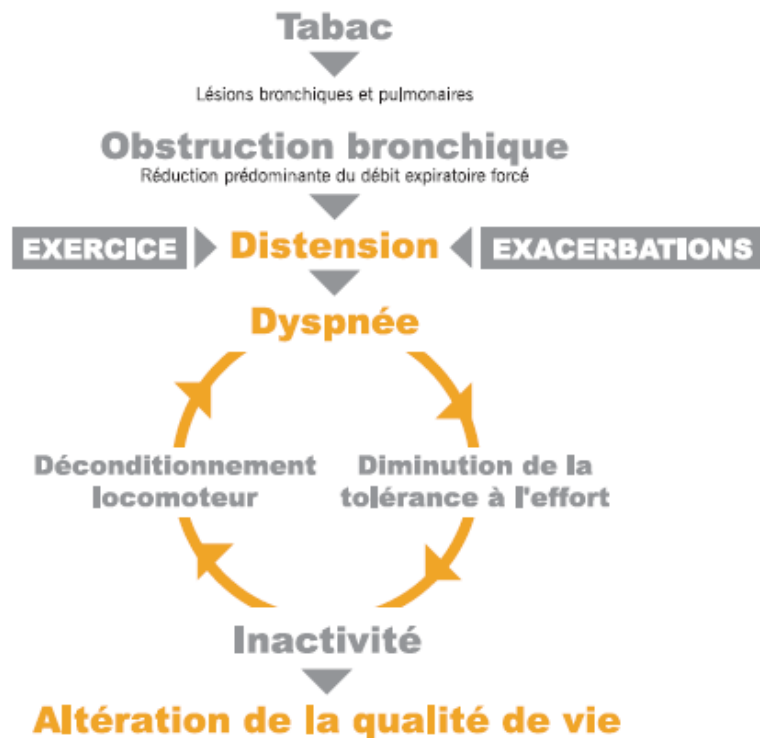 Tabac
Lésions bronchiques et pulmonaires
Obstruction bronchique
Réduction prédominante du débit expiratoire forcé
EXERCICE Distension EXACERBATIONS
Dyspnée
Déconditionnement
locomoteur
Diminution de la
tolérance à l'effort
Inactivité
Altération de la qualité de vie